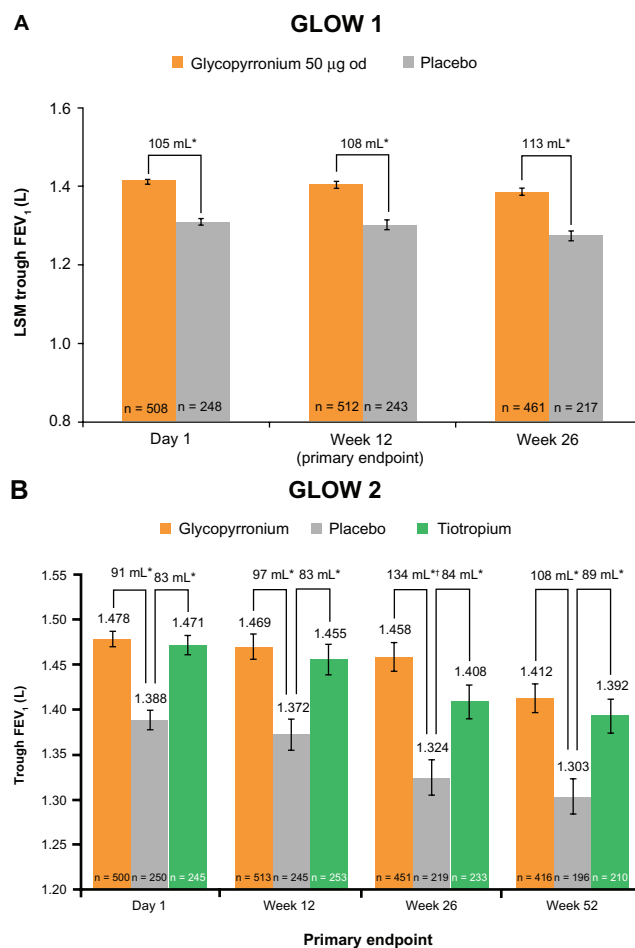 A
GLOW 1
Glycopyrronium 50 µg od Placebo
LSM trough FEV1 (L)
1.6
1.4
1.2
1.0
0.8
105 mL* 108 mL* 113 mL*
n = 508 n = 248 n = 512 n = 243 n = 461 n = 217
Day 1 Week 12 Week 26
(primary endpoint)
B
GLOW 2
Glycopyrronium Placebo Tiotropium
Trough FEV1 (L)
1.55
1.50
1.45
1.40
1.35
1.30
1.25
1.20
91 mL* 83 mL* 97 mL* 83 mL* 134 mL*† 84 mL* 108 mL* 89 mL*
1.478 1.388 1.471 1.469 1.372 1.455 1.458 1.324 1.408 1.412 1.303 1.392
n = 500 n = 250 n = 245 n = 513 n = 245 n = 253 n = 451 n = 219 n = 233 n = 416 n = 196 n = 210
Day 1 Week 12 Week 26 Week 52
Primary endpoint